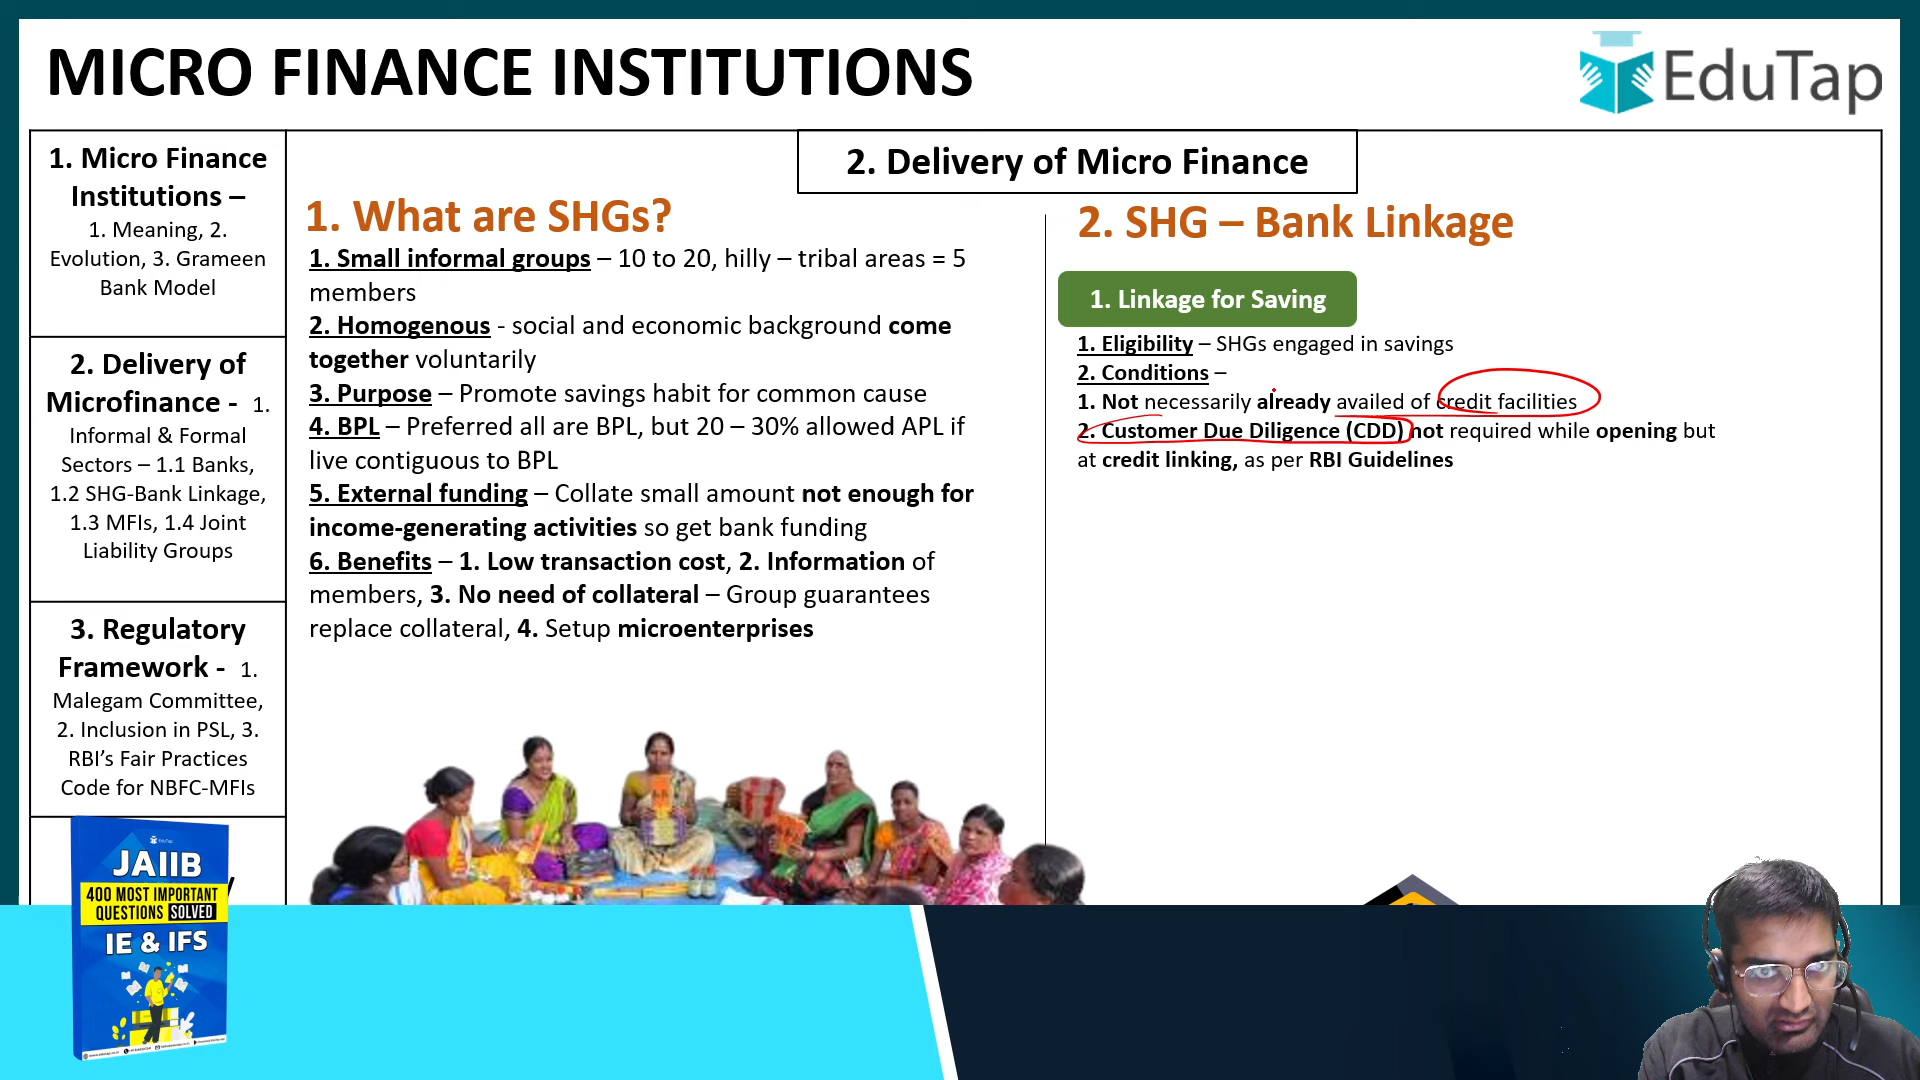 MICRO FINANCE INSTITUTIONS
EduTap
1. Micro Finance
Institutions –
1. Meaning, 2.
Evolution, 3. Grameen
Bank Model
2. Delivery of
Microfinance - 1.
Informal & Formal
Sectors – 1.1 Banks,
1.2 SHG-Bank Linkage,
1.3 MFIs, 1.4 Joint
Liability Groups
3. Regulatory
Framework - 1.
Malegam Committee,
2. Inclusion in PSL, 3.
RBI’s Fair Practices
Code for NBFC-MFIs
2. Delivery of Micro Finance
1. What are SHGs?
1. Small informal groups – 10 to 20, hilly – tribal areas = 5
members
2. Homogenous - social and economic background come
together voluntarily
3. Purpose – Promote savings habit for common cause
4. BPL – Preferred all are BPL, but 20 – 30% allowed APL if
live contiguous to BPL
5. External funding – Collate small amount not enough for
income-generating activities so get bank funding
6. Benefits – 1. Low transaction cost, 2. Information of
members, 3. No need of collateral – Group guarantees
replace collateral, 4. Setup microenterprises
2. SHG – Bank Linkage
1. Linkage for Saving
1. Eligibility – SHGs engaged in savings
2. Conditions –
1. Not necessarily already availed of credit facilities
2. Customer Due Diligence (CDD) not required while opening but
at credit linking, as per RBI Guidelines
JAIIB
400 MOST IMPORTANT
QUESTIONS SOLVED
IE & IFS